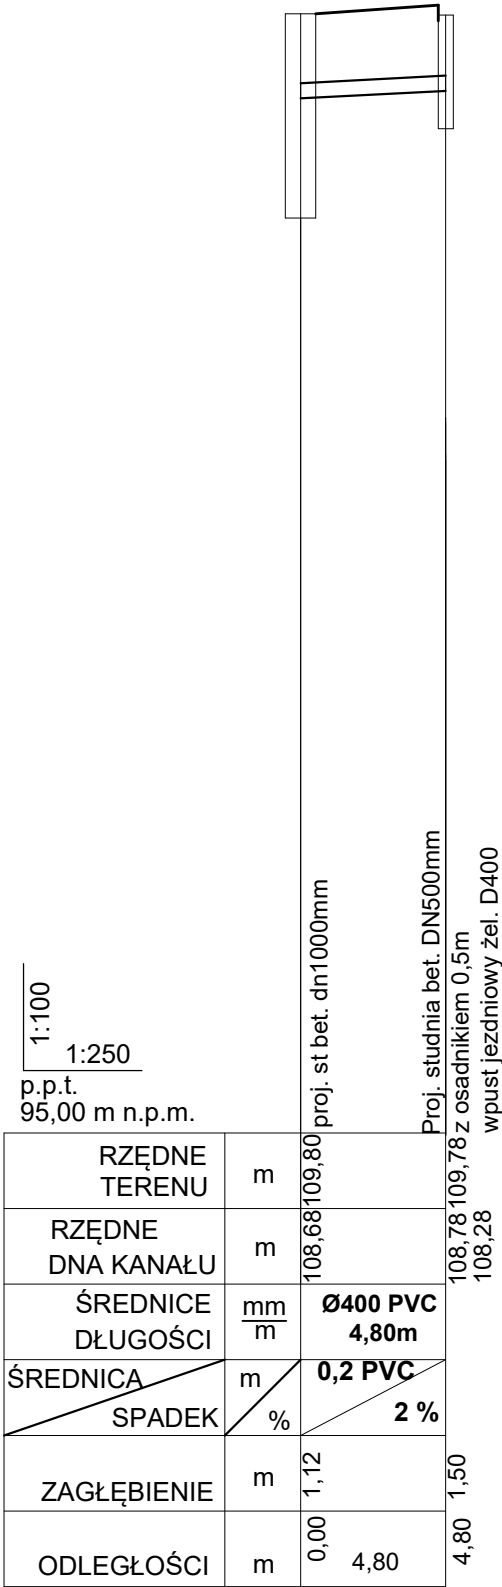 proj. st bet. dn1000mm
Proj. studnia bet. DN500mm
z osadnikiem 0,5m
wpust jezdniowy żel. D400
1:100
1:250
p.p.t.
95,00 m n.p.m.
RZĘDNE
TERENU
m
109,80
109,78
RZĘDNE
DNA KANAŁU
m
108,68
108,78
108,28
ŚREDNICE
DŁUGOŚCI
mm
m
Ø400 PVC
4,80m
ŚREDNICA
SPADEK
m
%
0,2 PVC
2 %
ZAGŁĘBIENIE
m
1,12
1,50
ODLEGŁOŚCI
m
0,00
4,80
4,80